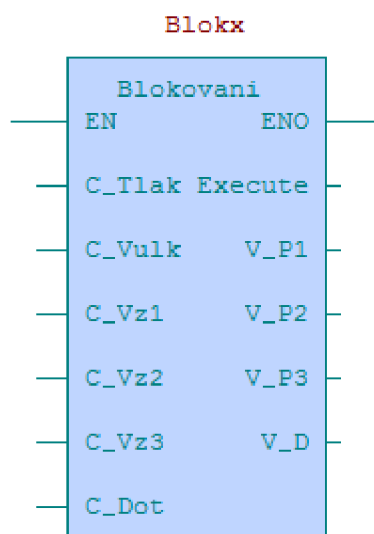 Blokx
Blokovani
EN ENO
C_Tlak Execute
C_Vulk V_P1
C_Vz1 V_P2
C_Vz2 V_P3
C_Vz3 V_D
C_Dot